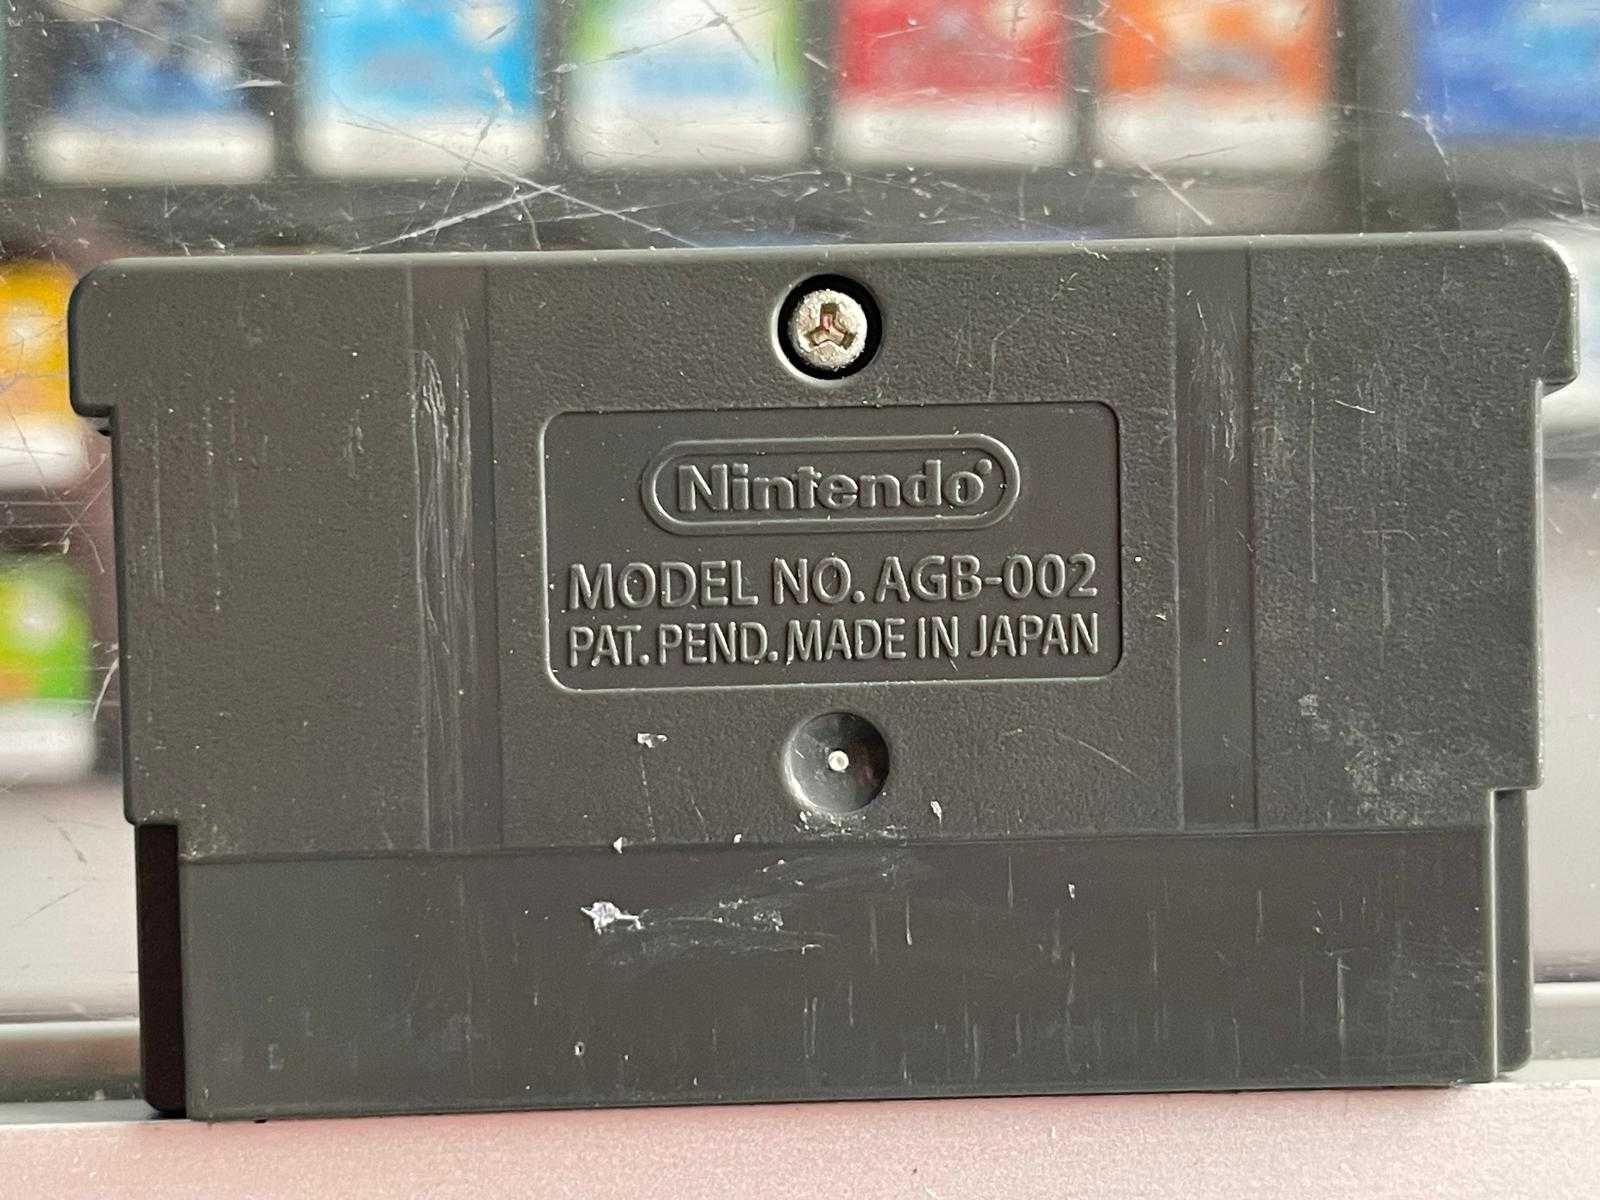 Nintendo®
MODEL NO. AGB-002
PAT. PEND. MADE IN JAPAN